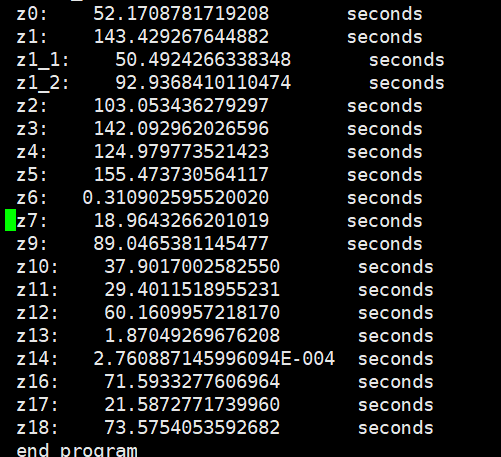 z0: 52.1708781719208 seconds
z1: 143.429267644882 seconds
z1_1: 50.4924266338348 seconds
z1_2: 92.9368410110474 seconds
z2: 103.053436279297 seconds
z3: 142.092962026596 seconds
z4: 124.979773521423 seconds
z5: 155.473730564117 seconds
z6: 0.310902595520020 seconds
z7: 18.9643266201019 seconds
z9: 89.0465381145477 seconds
z10: 37.9017002582550 seconds
z11: 29.4011518955231 seconds
z12: 60.1609957218170 seconds
z13: 1.87049269676208 seconds
z14: 2.760887145996094E-004 seconds
z16: 71.5933277606964 seconds
z17: 21.5872771739960 seconds
z18: 73.5754053592682 seconds
end program